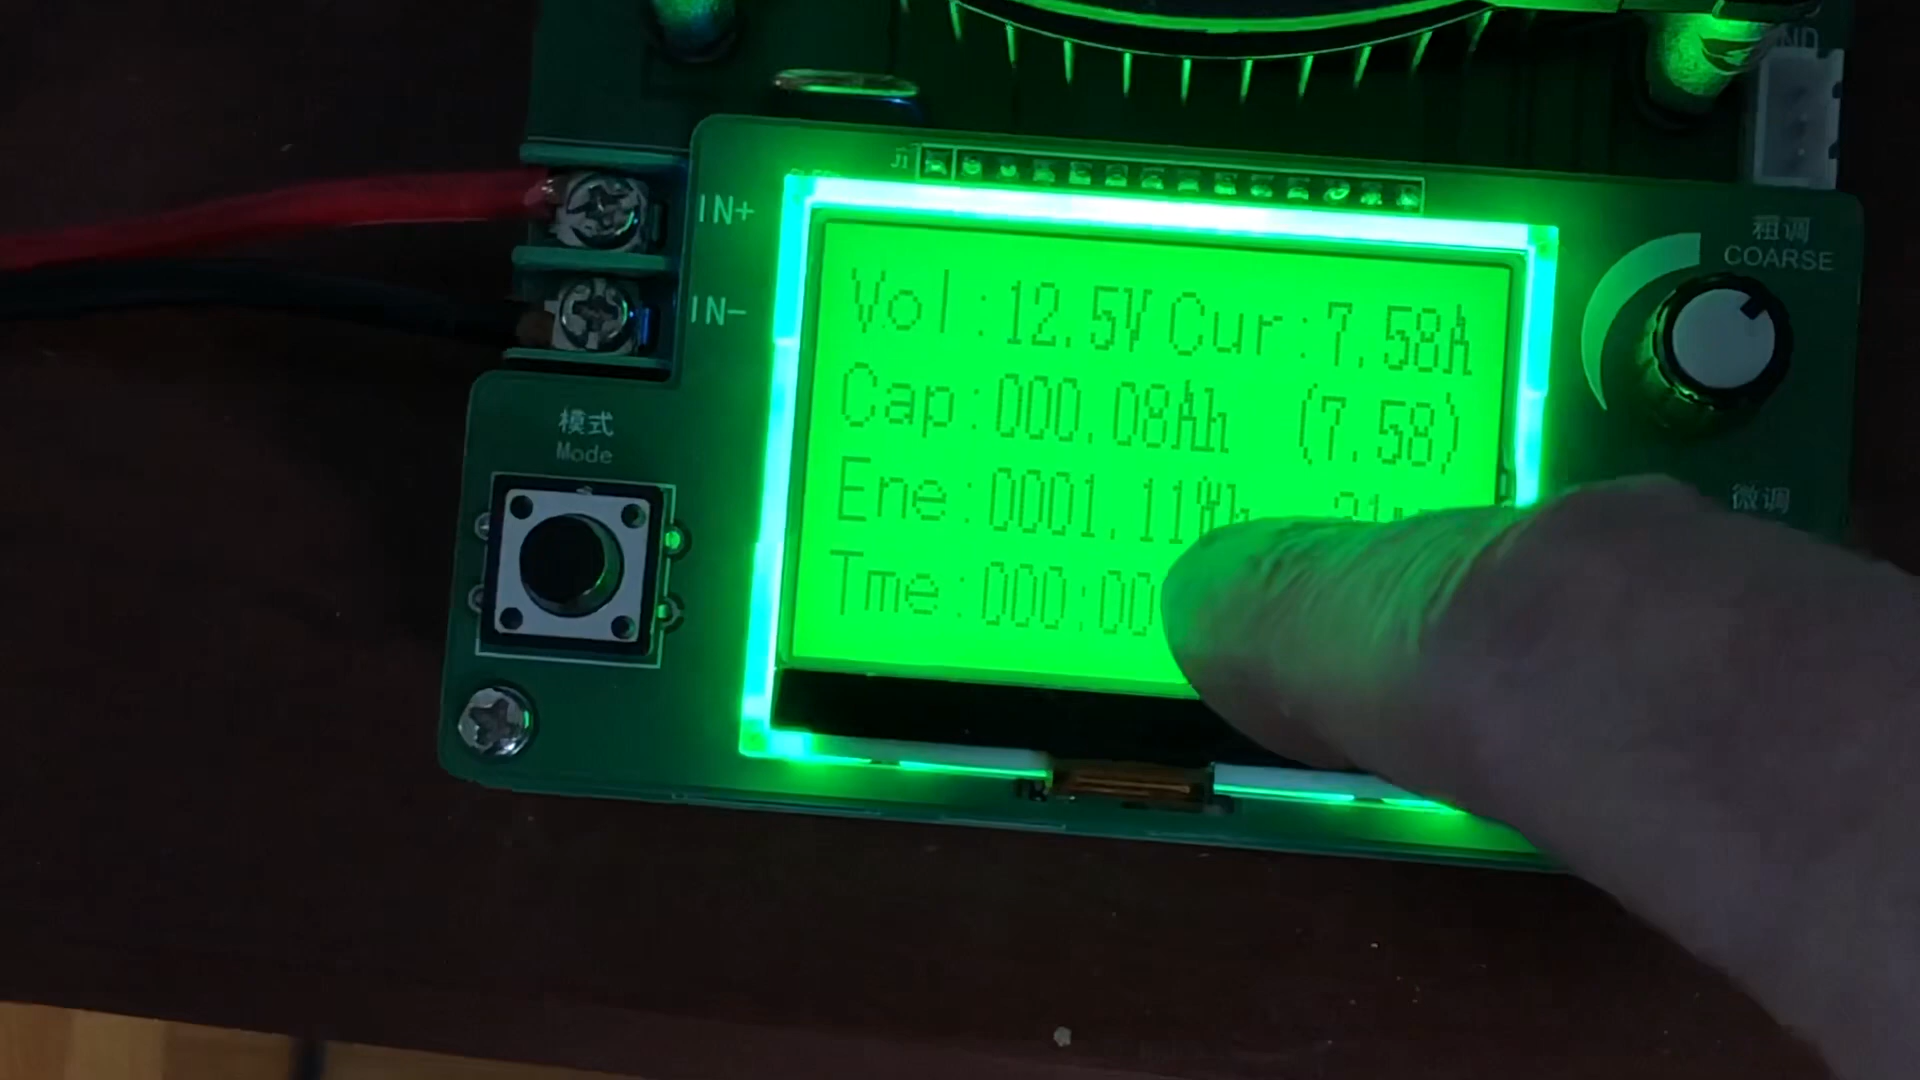 J1
IN+
IN-
粗调
COARSE
Vol:12.5V Cur:7.58A
Cap:000.08Ah (7.58)
Ene:0001.11Wh
Tme:000:00
模式
Mode
微调